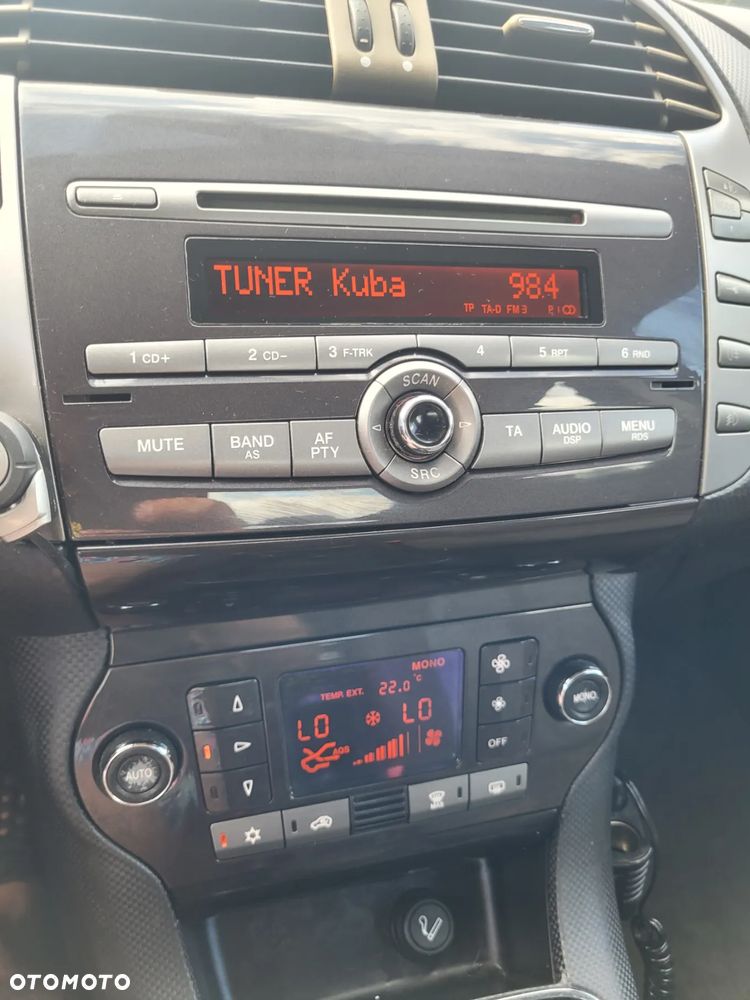 TUNER Kuba 98.4
TP TA-D FM3 P 1
1 CD+ 2 CD- 3 F-TRK 4 5 RPT 6 RND
SCAN
MUTE BAND AS AF PTY TA AUDIO DSP MENU RDS
SRC
MONO
TEMP. EXT. 22.0 °C
LO LO
AQS
AUTO
MONO
OFF
MAX
OTOMOTO